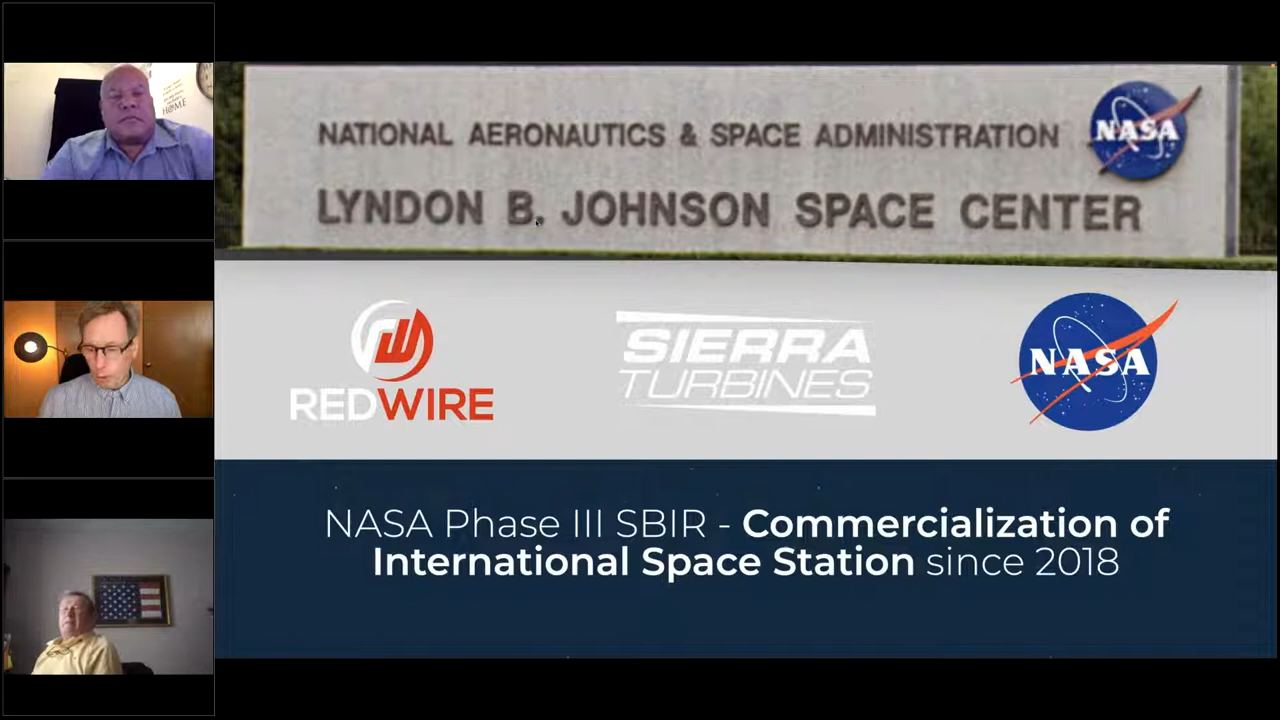 H@ME
NATIONAL AERONAUTICS & SPACE ADMINISTRATION
NASA
LYNDON B. JOHNSON SPACE CENTER
REDWIRE
SIERRA
TURBINES
NASA
NASA Phase III SBIR - Commercialization of
International Space Station since 2018